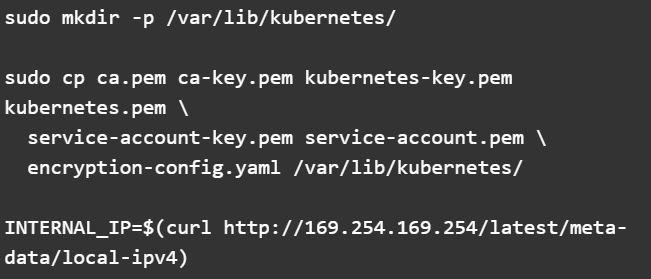 sudo mkdir -p /var/lib/kubernetes/
sudo cp ca.pem ca-key.pem kubernetes-key.pem
kubernetes.pem \
  service-account-key.pem service-account.pem \
  encryption-config.yaml /var/lib/kubernetes/
INTERNAL_IP=$(curl http://169.254.169.254/latest/meta-
data/local-ipv4)